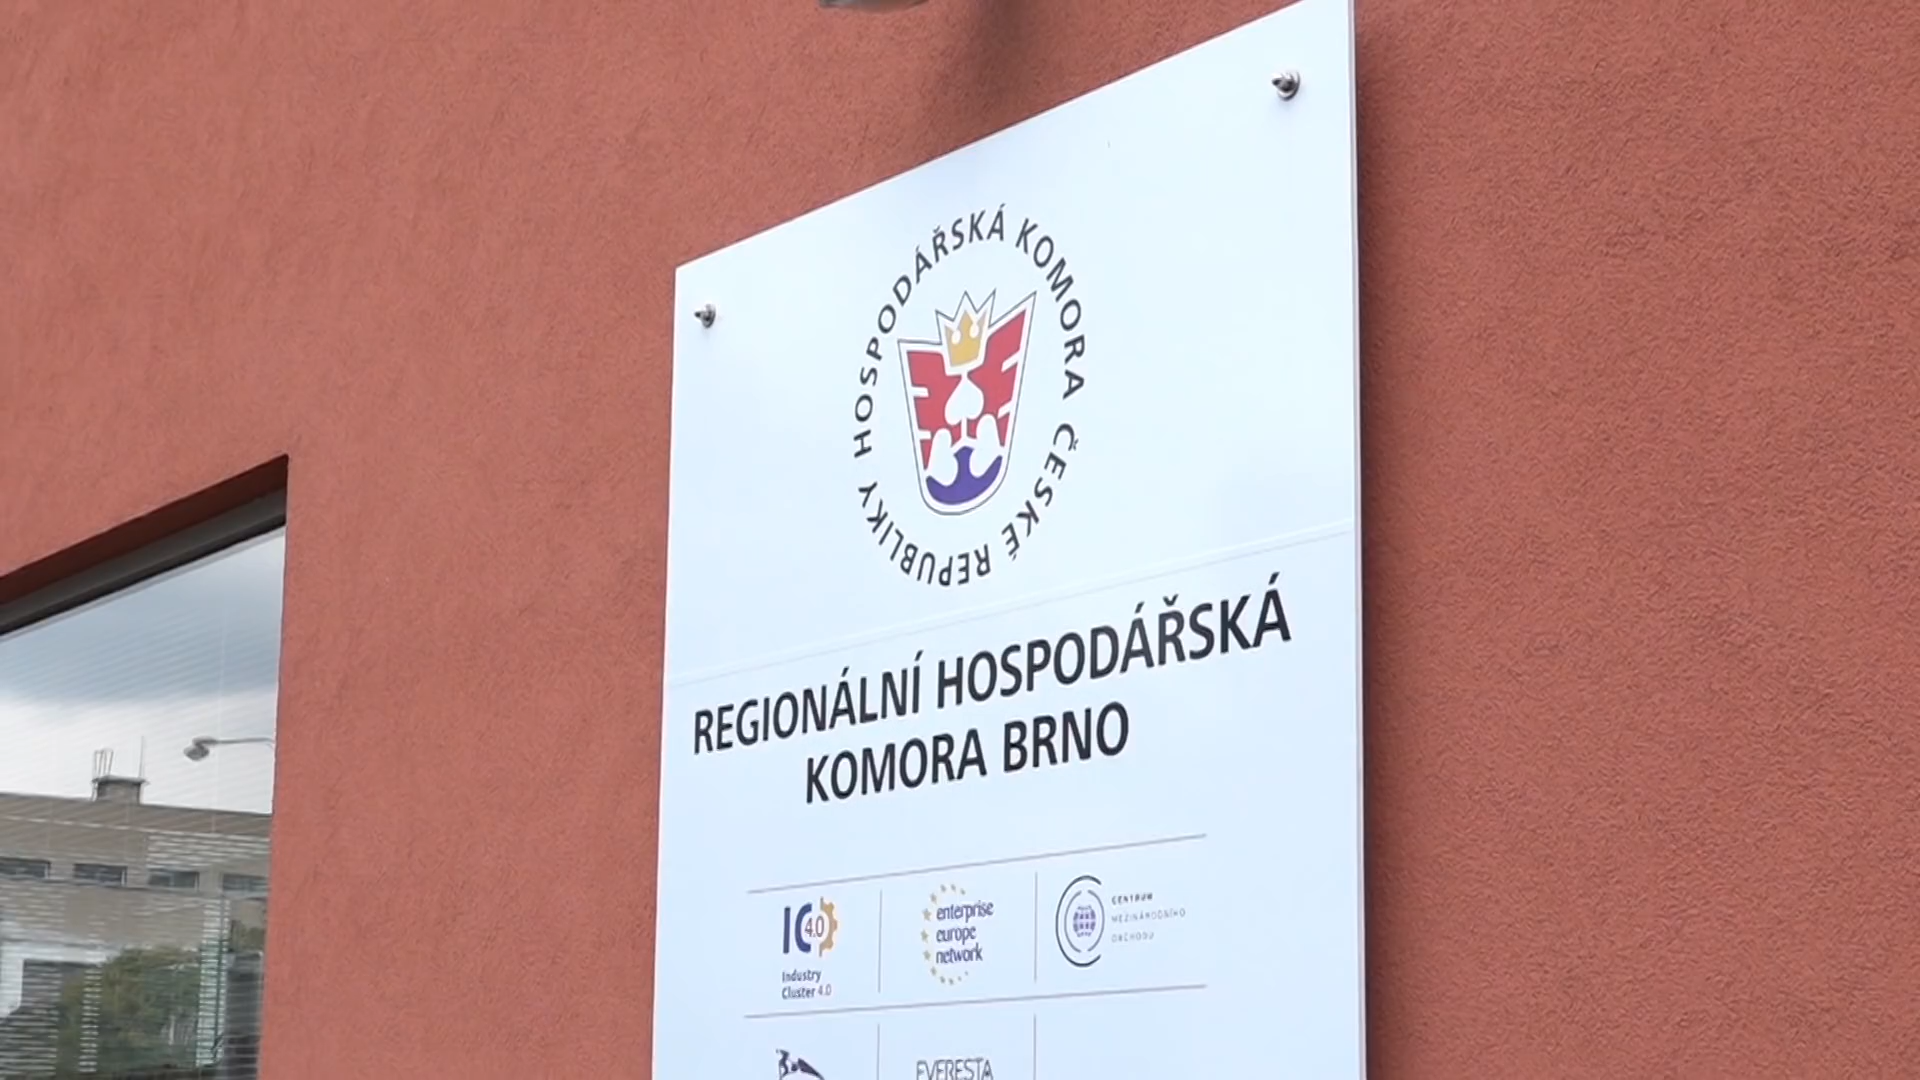 HOSPODÁŘSKÁ KOMORA ČESKÉ REPUBLIKY
REGIONÁLNÍ HOSPODÁŘSKÁ
KOMORA BRNO
IC 4.0
Industry
Cluster 4.0
enterprise
europe
network
CENTRUM
MEZINÁRODNÍHO
OBCHODU
EVERESTA